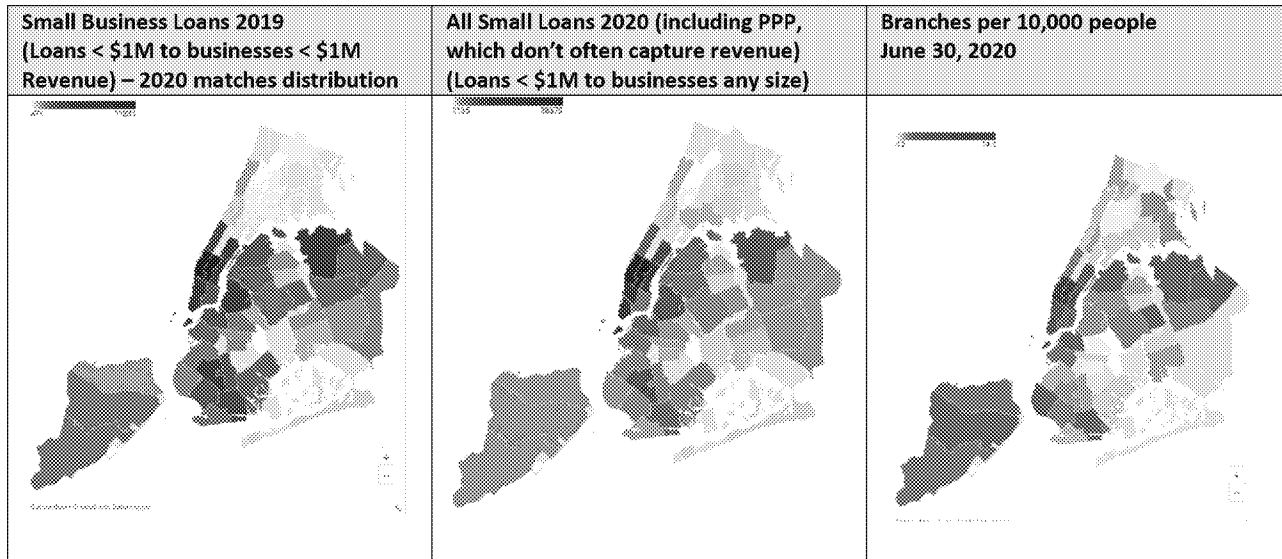 Small Business Loans 2019
(Loans < $1M to businesses < $1M
Revenue) – 2020 matches distribution
All Small Loans 2020 (including PPP,
which don't often capture revenue)
(Loans < $1M to businesses any size)
Branches per 10,000 people
June 30, 2020